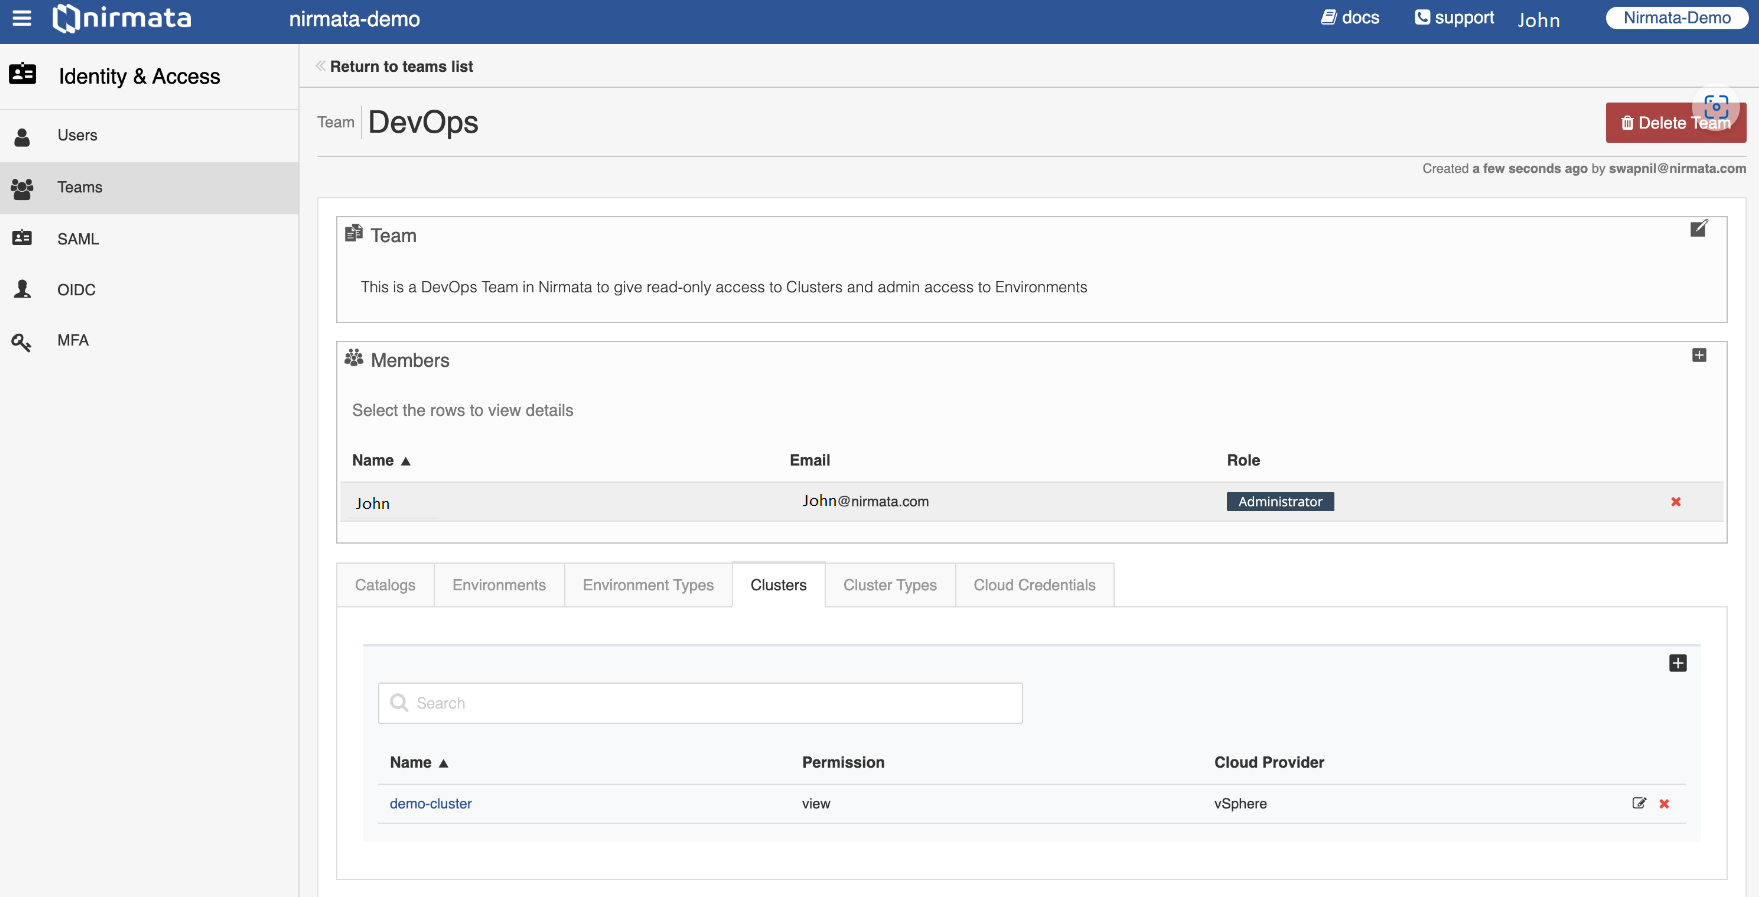 nirmata nirmata-demo docs support John Nirmata-Demo
Identity & Access
Users
Teams
SAML
OIDC
MFA
« Return to teams list
Team DevOps
Delete Team
Created a few seconds ago by swapnil@nirmata.com
Team
This is a DevOps Team in Nirmata to give read-only access to Clusters and admin access to Environments
Members
Select the rows to view details
Name ▲ Email Role
John John@nirmata.com Administrator
Catalogs Environments Environment Types Clusters Cluster Types Cloud Credentials
Search
Name ▲ Permission Cloud Provider
demo-cluster view vSphere